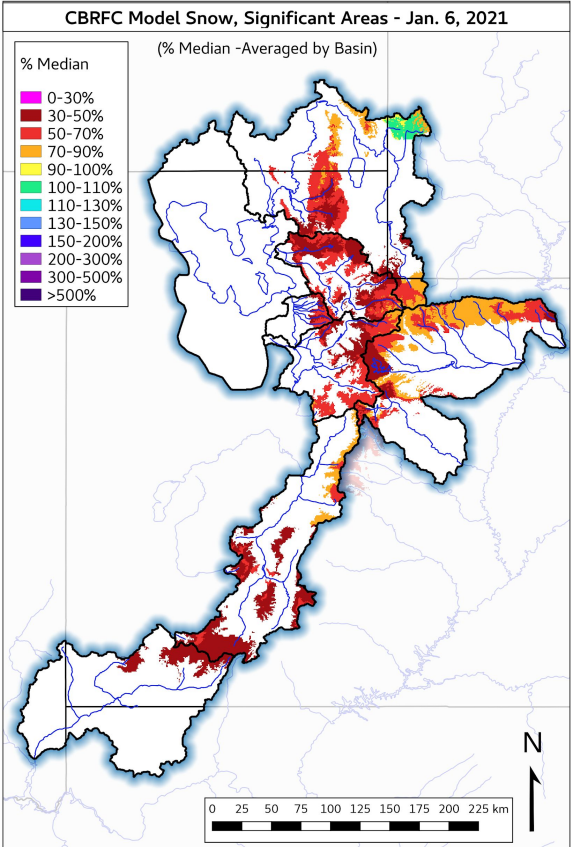 CBRFC Model Snow, Significant Areas - Jan. 6, 2021
(% Median -Averaged by Basin)
% Median
0-30%
30-50%
50-70%
70-90%
90-100%
100-110%
110-130%
130-150%
150-200%
200-300%
300-500%
>500%
N
0 25 50 75 100 125 150 175 200 225 km